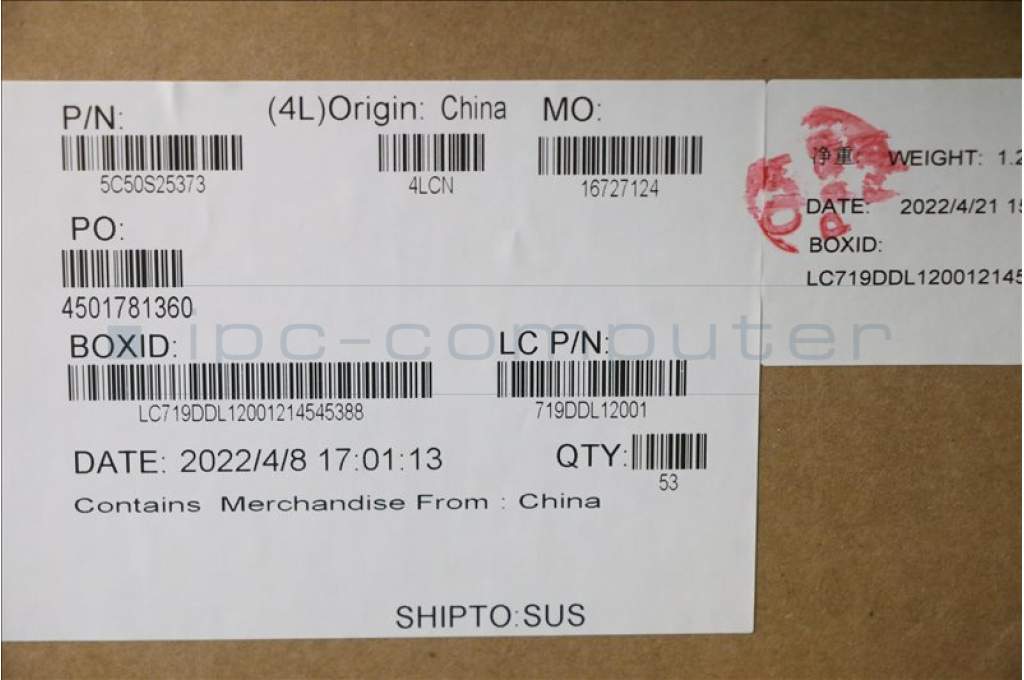 P/N:
(4L)Origin: China
MO:
5C50S25373
4LCN
16727124
PO:
4501781360
ipc-computer
BOXID:
LC P/N:
LC719DDL12001214545388
719DDL12001
DATE: 2022/4/8 17:01:13
QTY:
53
Contains Merchandise From : China
SHIPTO:SUS
净重: WEIGHT: 1.2
DATE: 2022/4/21 15
BOXID:
LC719DDL1200121454